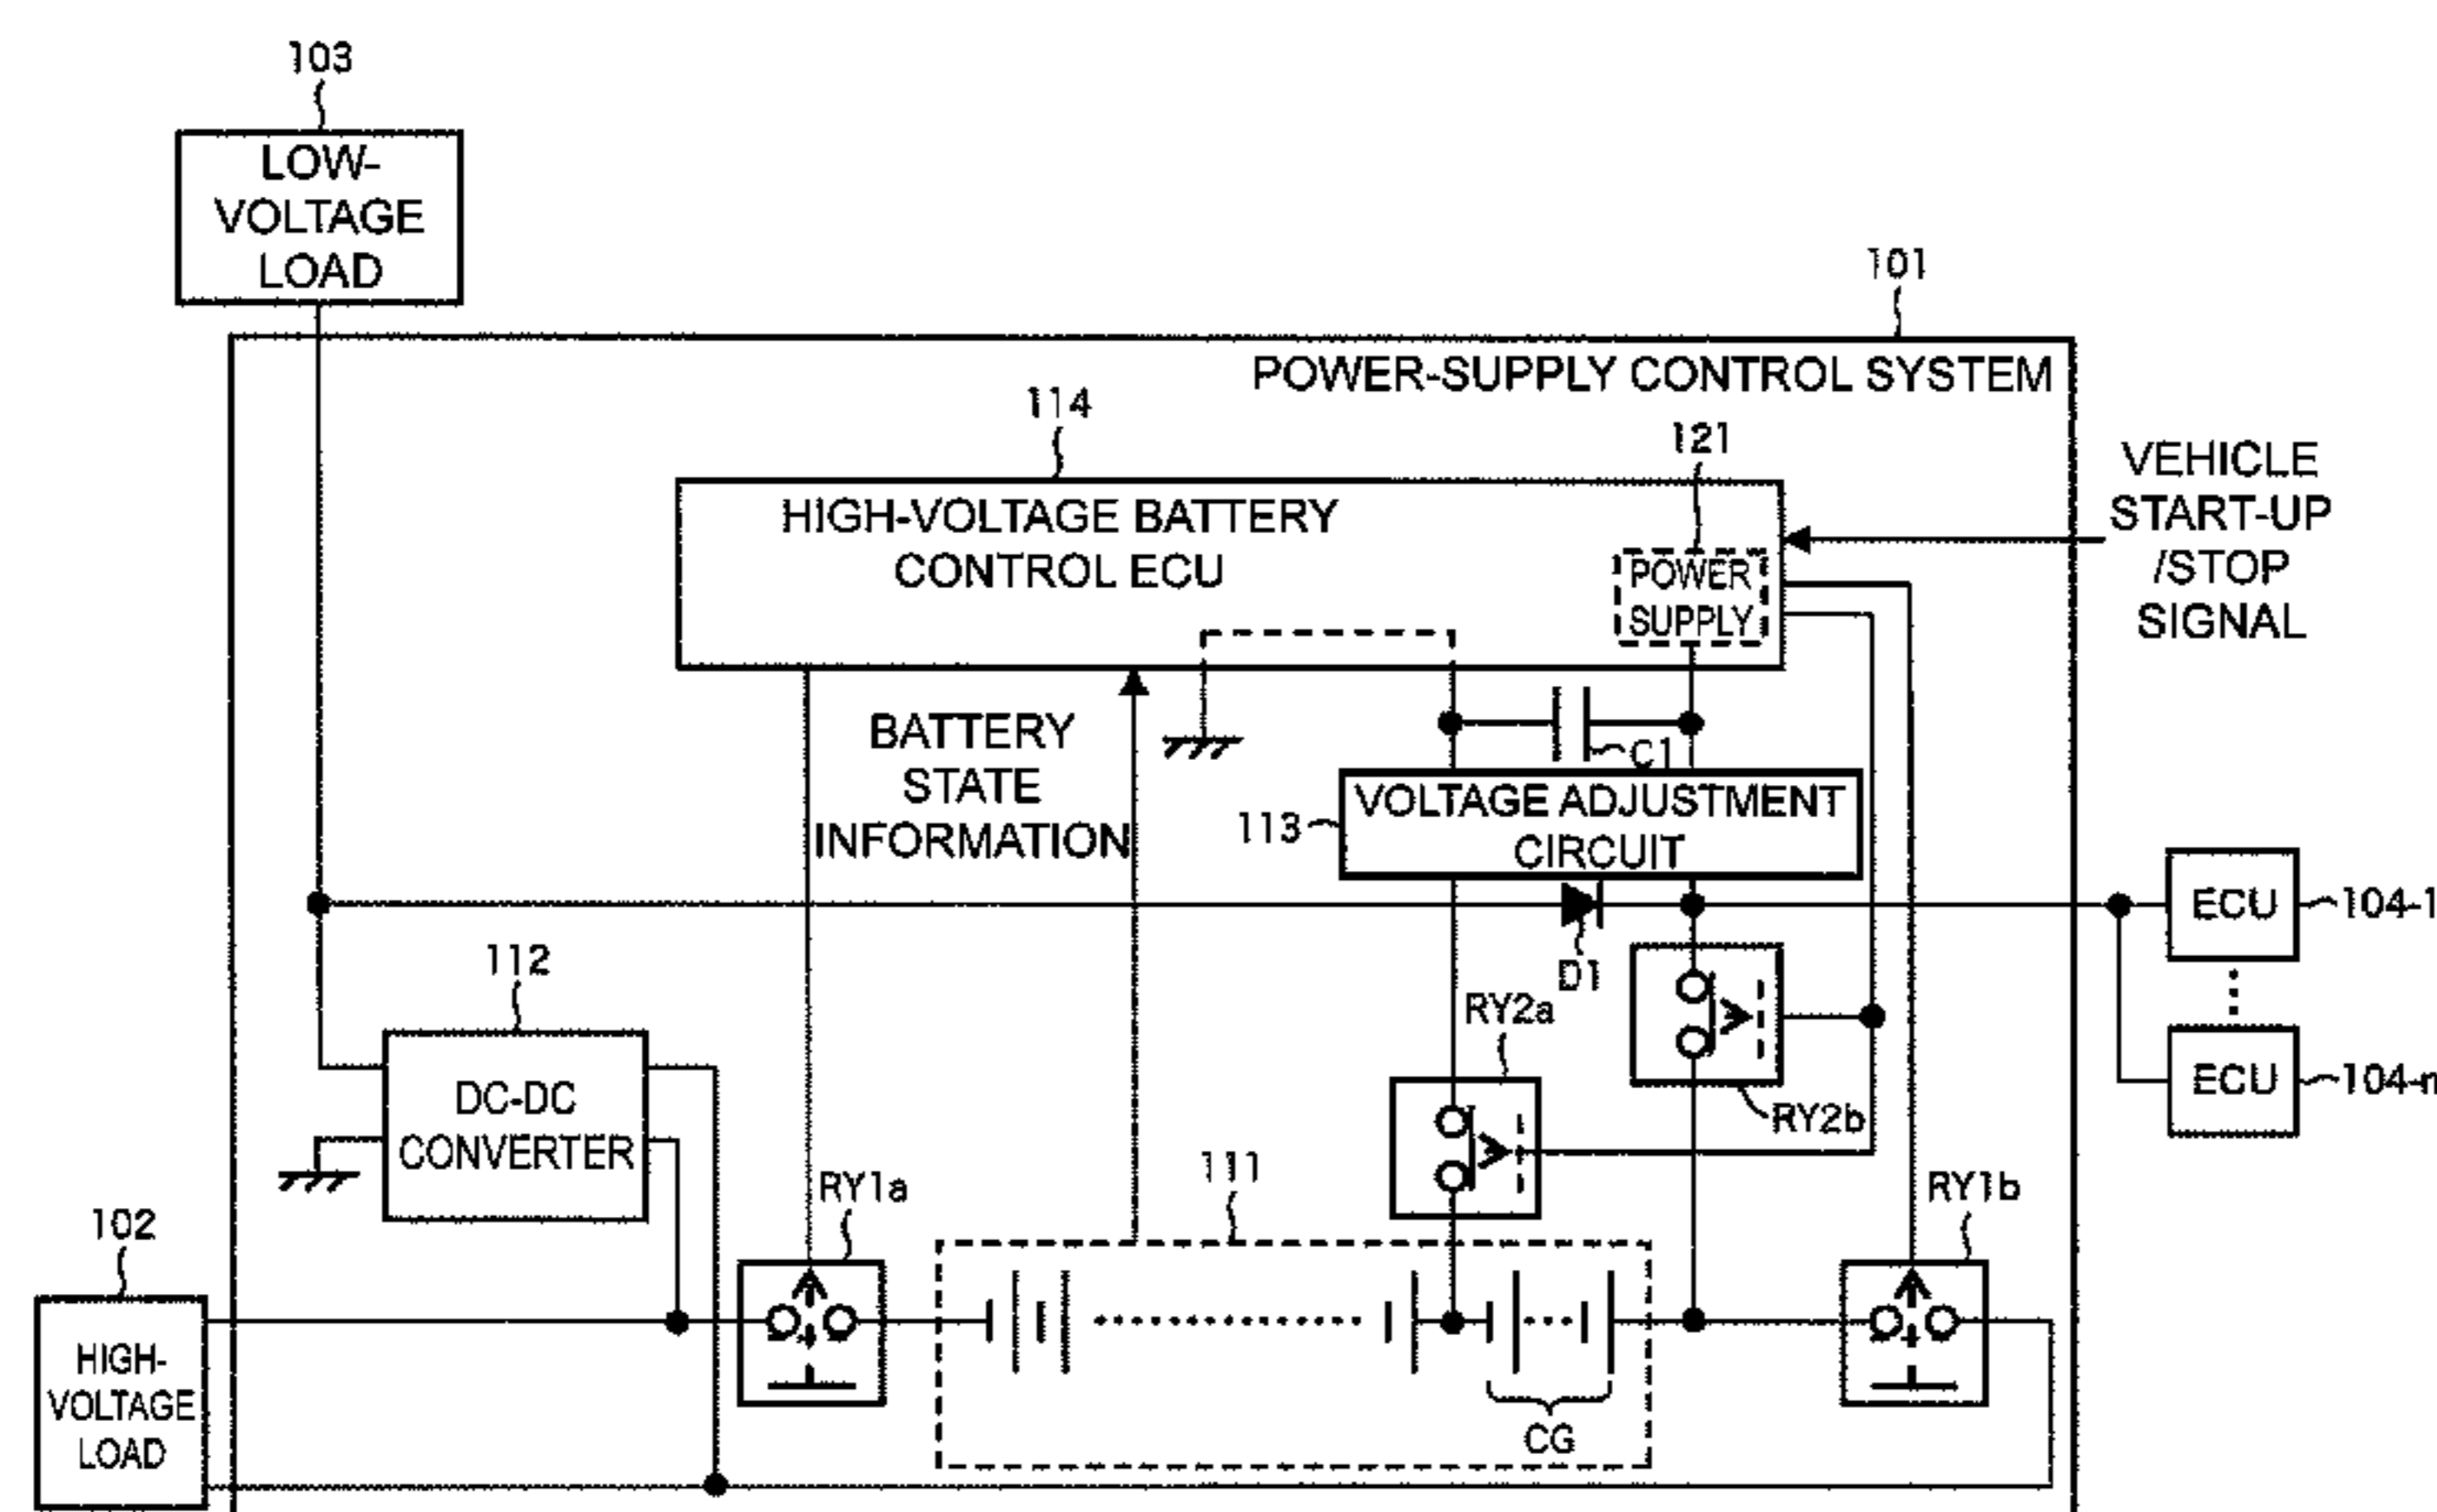 103
LOW-
VOLTAGE
LOAD
101
POWER-SUPPLY CONTROL SYSTEM
114
121
HIGH-VOLTAGE BATTERY
CONTROL ECU
POWER
SUPPLY
VEHICLE
START-UP
/STOP
SIGNAL
BATTERY
STATE
INFORMATION
C1
113
VOLTAGE ADJUSTMENT
CIRCUIT
ECU
104-1
112
D1
RY2a
DC-DC
CONVERTER
RY2b
ECU
104-n
102
RY1a
111
RY1b
HIGH-
VOLTAGE
LOAD
CG